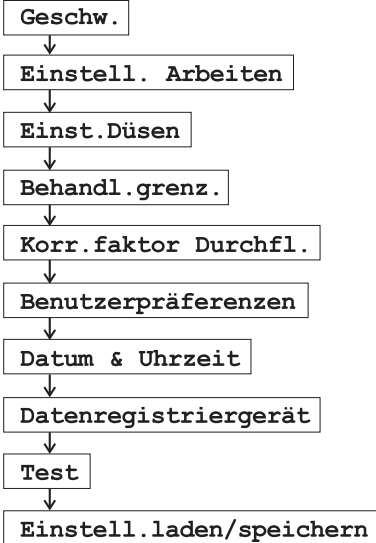 Geschw.
Einstell. Arbeiten
Einst.Düsen
Behandl.grenz.
Korr.faktor Durchfl.
Benutzerpräferenzen
Datum & Uhrzeit
Datenregistriergerät
Test
Einstell.laden/speichern